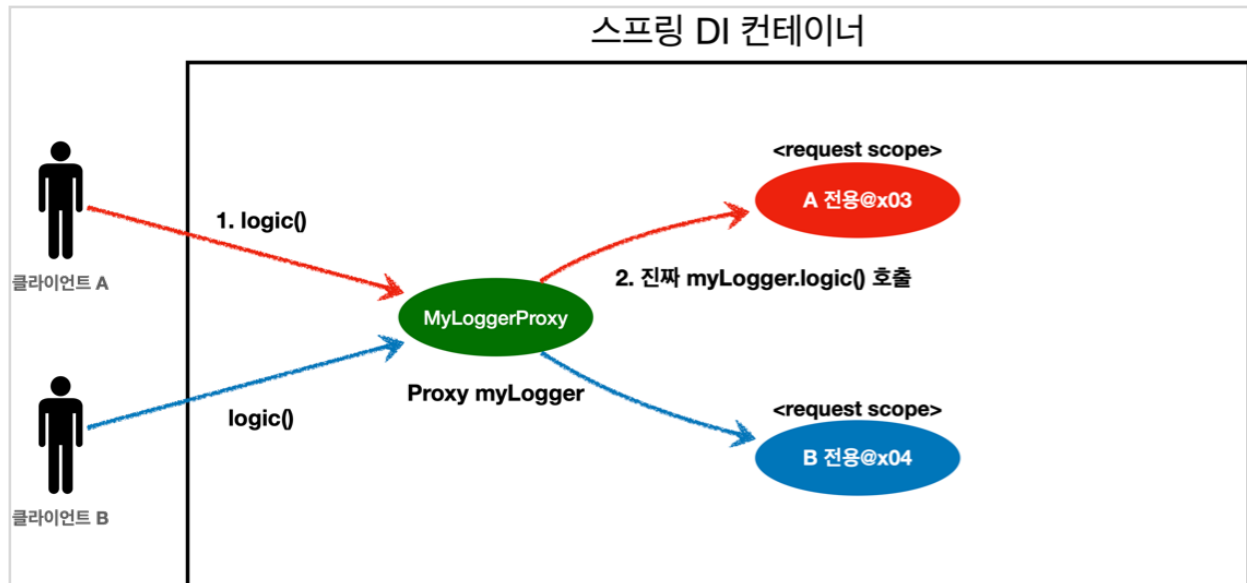 스프링 DI 컨테이너
<request scope>
A 전용@x03
1. logic()
클라이언트 A
2. 진짜 myLogger.logic() 호출
MyLoggerProxy
Proxy myLogger
logic()
<request scope>
B 전용@x04
클라이언트 B